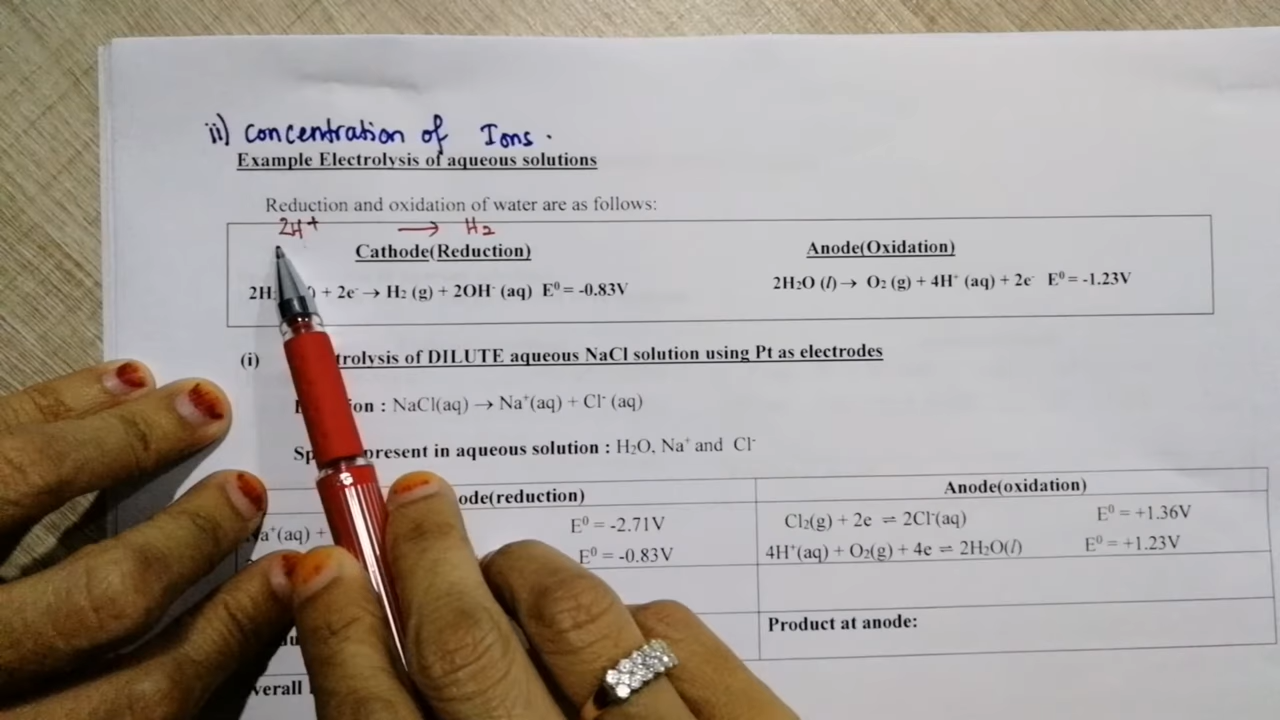 ii) Concentration of Ions.
Example Electrolysis of aqueous solutions
Reduction and oxidation of water are as follows:
2H⁺ → H₂
Cathode(Reduction) Anode(Oxidation)
+ 2e⁻ → H₂ (g) + 2OH⁻ (aq) E⁰ = -0.83V 2H₂O (l) → O₂ (g) + 4H⁺ (aq) + 2e⁻ E⁰ = -1.23V
(i) of DILUTE aqueous NaCl solution using Pt as electrodes
: NaCl(aq) → Na⁺(aq) + Cl⁻ (aq)
present in aqueous solution : H₂O, Na⁺ and Cl⁻
(reduction) Anode(oxidation)
(aq) + E⁰ = -2.71V Cl₂(g) + 2e ⇌ 2Cl⁻(aq) E⁰ = +1.36V
E⁰ = -0.83V 4H⁺(aq) + O₂(g) + 4e ⇌ 2H₂O(l) E⁰ = +1.23V
Product at anode: